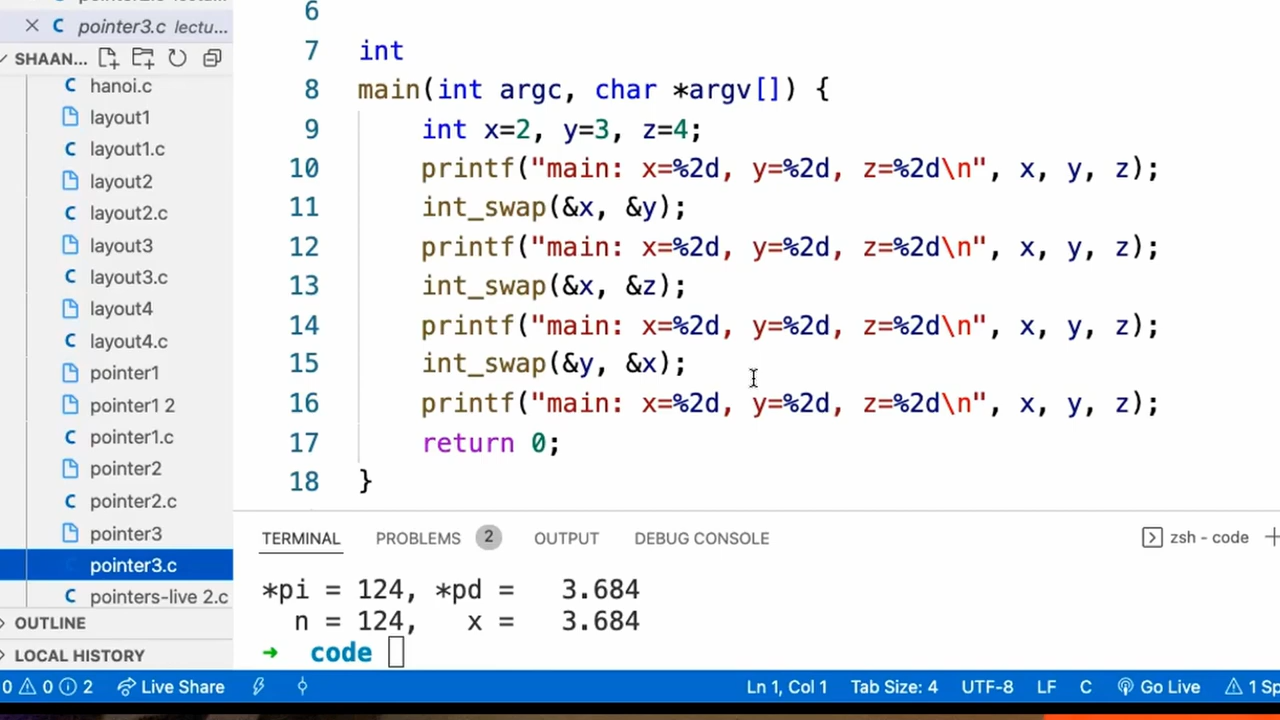 pointer3.c lectu...
SHAAN...
hanoi.c
layout1
layout1.c
layout2
layout2.c
layout3
layout3.c
layout4
layout4.c
pointer1
pointer1 2
pointer1.c
pointer2
pointer2.c
pointer3
pointer3.c
pointers-live 2.c
OUTLINE
LOCAL HISTORY
6
7 int
8 main(int argc, char *argv[]) {
9 int x=2, y=3, z=4;
10 printf("main: x=%2d, y=%2d, z=%2d\n", x, y, z);
11 int_swap(&x, &y);
12 printf("main: x=%2d, y=%2d, z=%2d\n", x, y, z);
13 int_swap(&x, &z);
14 printf("main: x=%2d, y=%2d, z=%2d\n", x, y, z);
15 int_swap(&y, &x);
16 printf("main: x=%2d, y=%2d, z=%2d\n", x, y, z);
17 return 0;
18 }
TERMINAL PROBLEMS 2 OUTPUT DEBUG CONSOLE zsh - code
*pi = 124, *pd = 3.684
n = 124, x = 3.684
➜ code
0 0 2 Live Share Ln 1, Col 1 Tab Size: 4 UTF-8 LF C Go Live 1 Sp